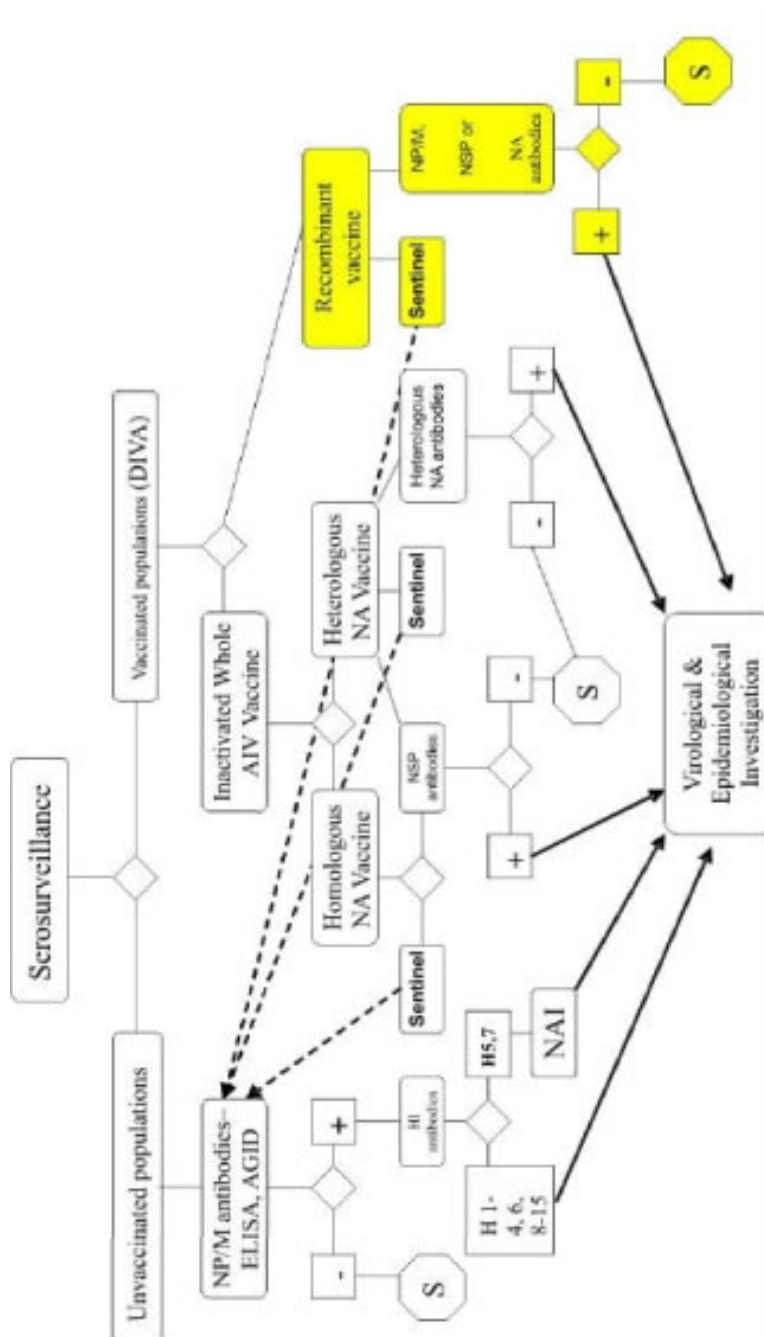 Serosurveillance
Unvaccinated populations
Vaccinated populations (DIVA)
NP/M antibodies–
ELISA, AGID
Inactivated Whole
AIV Vaccine
Recombinant
vaccine
Homologous
NA Vaccine
Heterologous
NA Vaccine
-
+
S
HI
antibodies
H 1-
4, 6,
8-15
H5,7
NAI
Sentinel
NSP
antibodies
Sentinel
Heterologous
NA antibodies
Sentinel
NP/M,
NSP or
NA
antibodies
+
-
S
-
+
+
-
S
Virological &
Epidemiological
Investigation